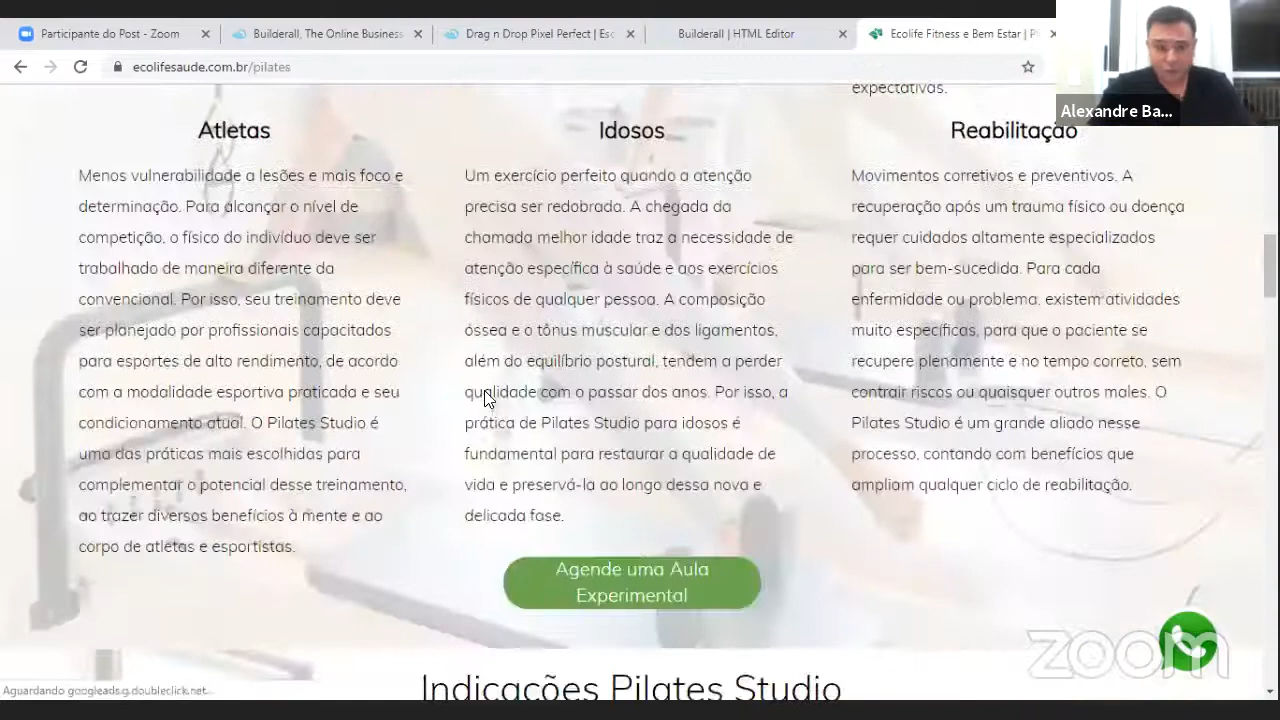 Participante do Post - Zoom
Builderall, The Online Business
Drag n Drop Pixel Perfect | Esc
Builderall | HTML Editor
Ecolife Fitness e Bem Estar | P
ecolifesaude.com.br/pilates
Alexandre Ba...
expectativas.
Atletas
Menos vulnerabilidade a lesões e mais foco e
determinação. Para alcançar o nível de
competição, o físico do indivíduo deve ser
trabalhado de maneira diferente da
convencional. Por isso, seu treinamento deve
ser planejado por profissionais capacitados
para esportes de alto rendimento, de acordo
com a modalidade esportiva praticada e seu
condicionamento atual. O Pilates Studio é
uma das práticas mais escolhidas para
complementar o potencial desse treinamento,
ao trazer diversos benefícios à mente e ao
corpo de atletas e esportistas.
Idosos
Um exercício perfeito quando a atenção
precisa ser redobrada. A chegada da
chamada melhor idade traz a necessidade de
atenção específica à saúde e aos exercícios
físicos de qualquer pessoa. A composição
óssea e o tônus muscular e dos ligamentos,
além do equilíbrio postural, tendem a perder
qualidade com o passar dos anos. Por isso, a
prática de Pilates Studio para idosos é
fundamental para restaurar a qualidade de
vida e preservá-la ao longo dessa nova e
delicada fase.
Reabilitação
Movimentos corretivos e preventivos. A
recuperação após um trauma físico ou doença
requer cuidados altamente especializados
para ser bem-sucedida. Para cada
enfermidade ou problema, existem atividades
muito específicas, para que o paciente se
recupere plenamente e no tempo correto, sem
contrair riscos ou quaisquer outros males. O
Pilates Studio é um grande aliado nesse
processo, contando com benefícios que
ampliam qualquer ciclo de reabilitação.
Agende uma Aula
Experimental
zoom
Aguardando googleads.g.doubleclick.net...
Indicações Pilates Studio